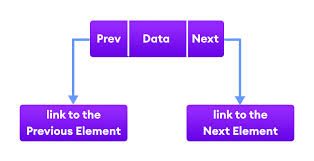 Prev Data Next
link to the
Previous Element
link to the
Next Element